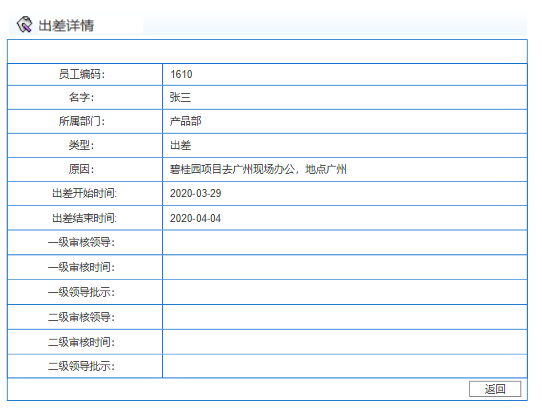 出差详情
员工编码： 1610
名字： 张三
所属部门： 产品部
类型： 出差
原因： 碧桂园项目去广州现场办公，地点广州
出差开始时间: 2020-03-29
出差结束时间: 2020-04-04
一级审核领导：
一级审核时间：
一级领导批示：
二级审核领导：
二级审核时间：
二级领导批示：
返回